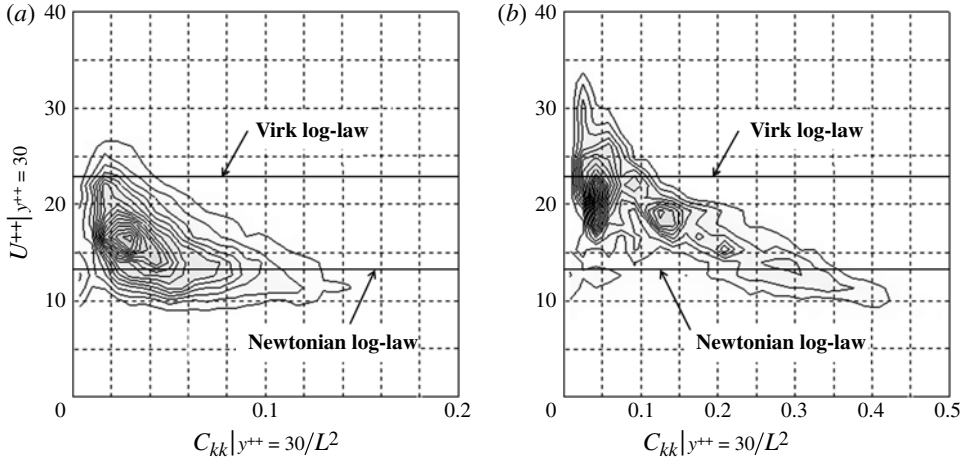 (a)
40
30
20
10
0
0.1
0.2
U++|y++ = 30
Virk log-law
Newtonian log-law
Ckk|y++ = 30/L2
(b)
40
30
20
10
0
0.1
0.2
0.3
0.4
0.5
Virk log-law
Newtonian log-law
Ckk|y++ = 30/L2